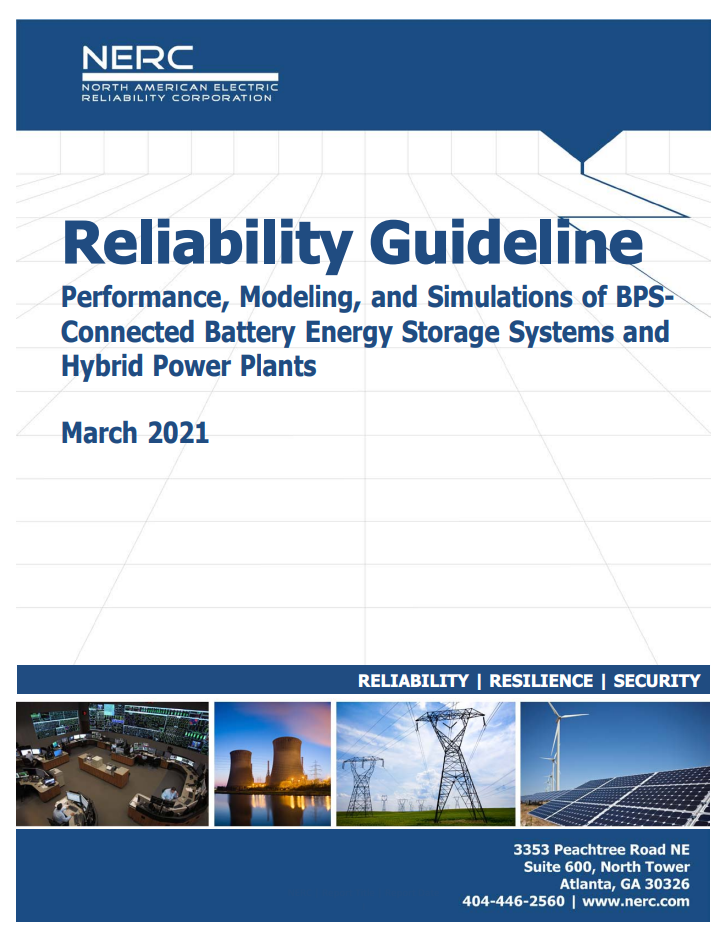 NERC
NORTH AMERICAN ELECTRIC
RELIABILITY CORPORATION
Reliability Guideline
Performance, Modeling, and Simulations of BPS-
Connected Battery Energy Storage Systems and
Hybrid Power Plants
March 2021
RELIABILITY | RESILIENCE | SECURITY
3353 Peachtree Road NE
Suite 600, North Tower
Atlanta, GA 30326
404-446-2560 | www.nerc.com